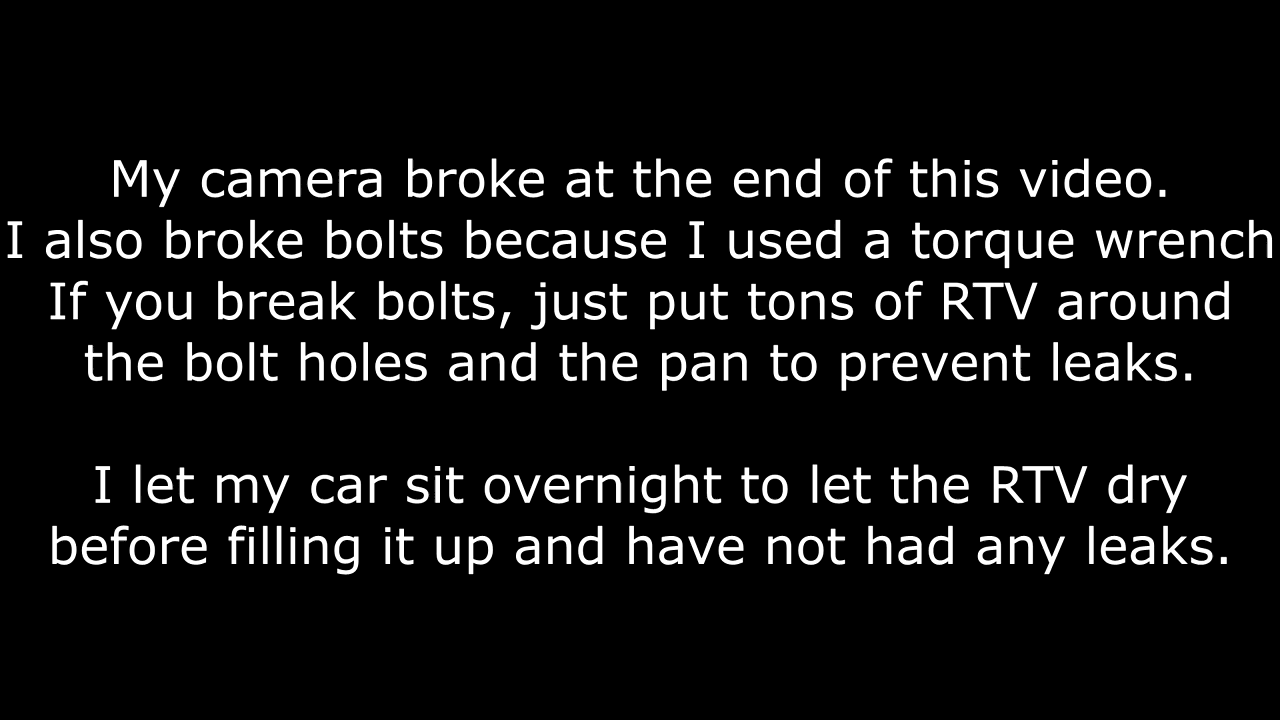 My camera broke at the end of this video.
I also broke bolts because I used a torque wrench
If you break bolts, just put tons of RTV around
the bolt holes and the pan to prevent leaks.
I let my car sit overnight to let the RTV dry
before filling it up and have not had any leaks.